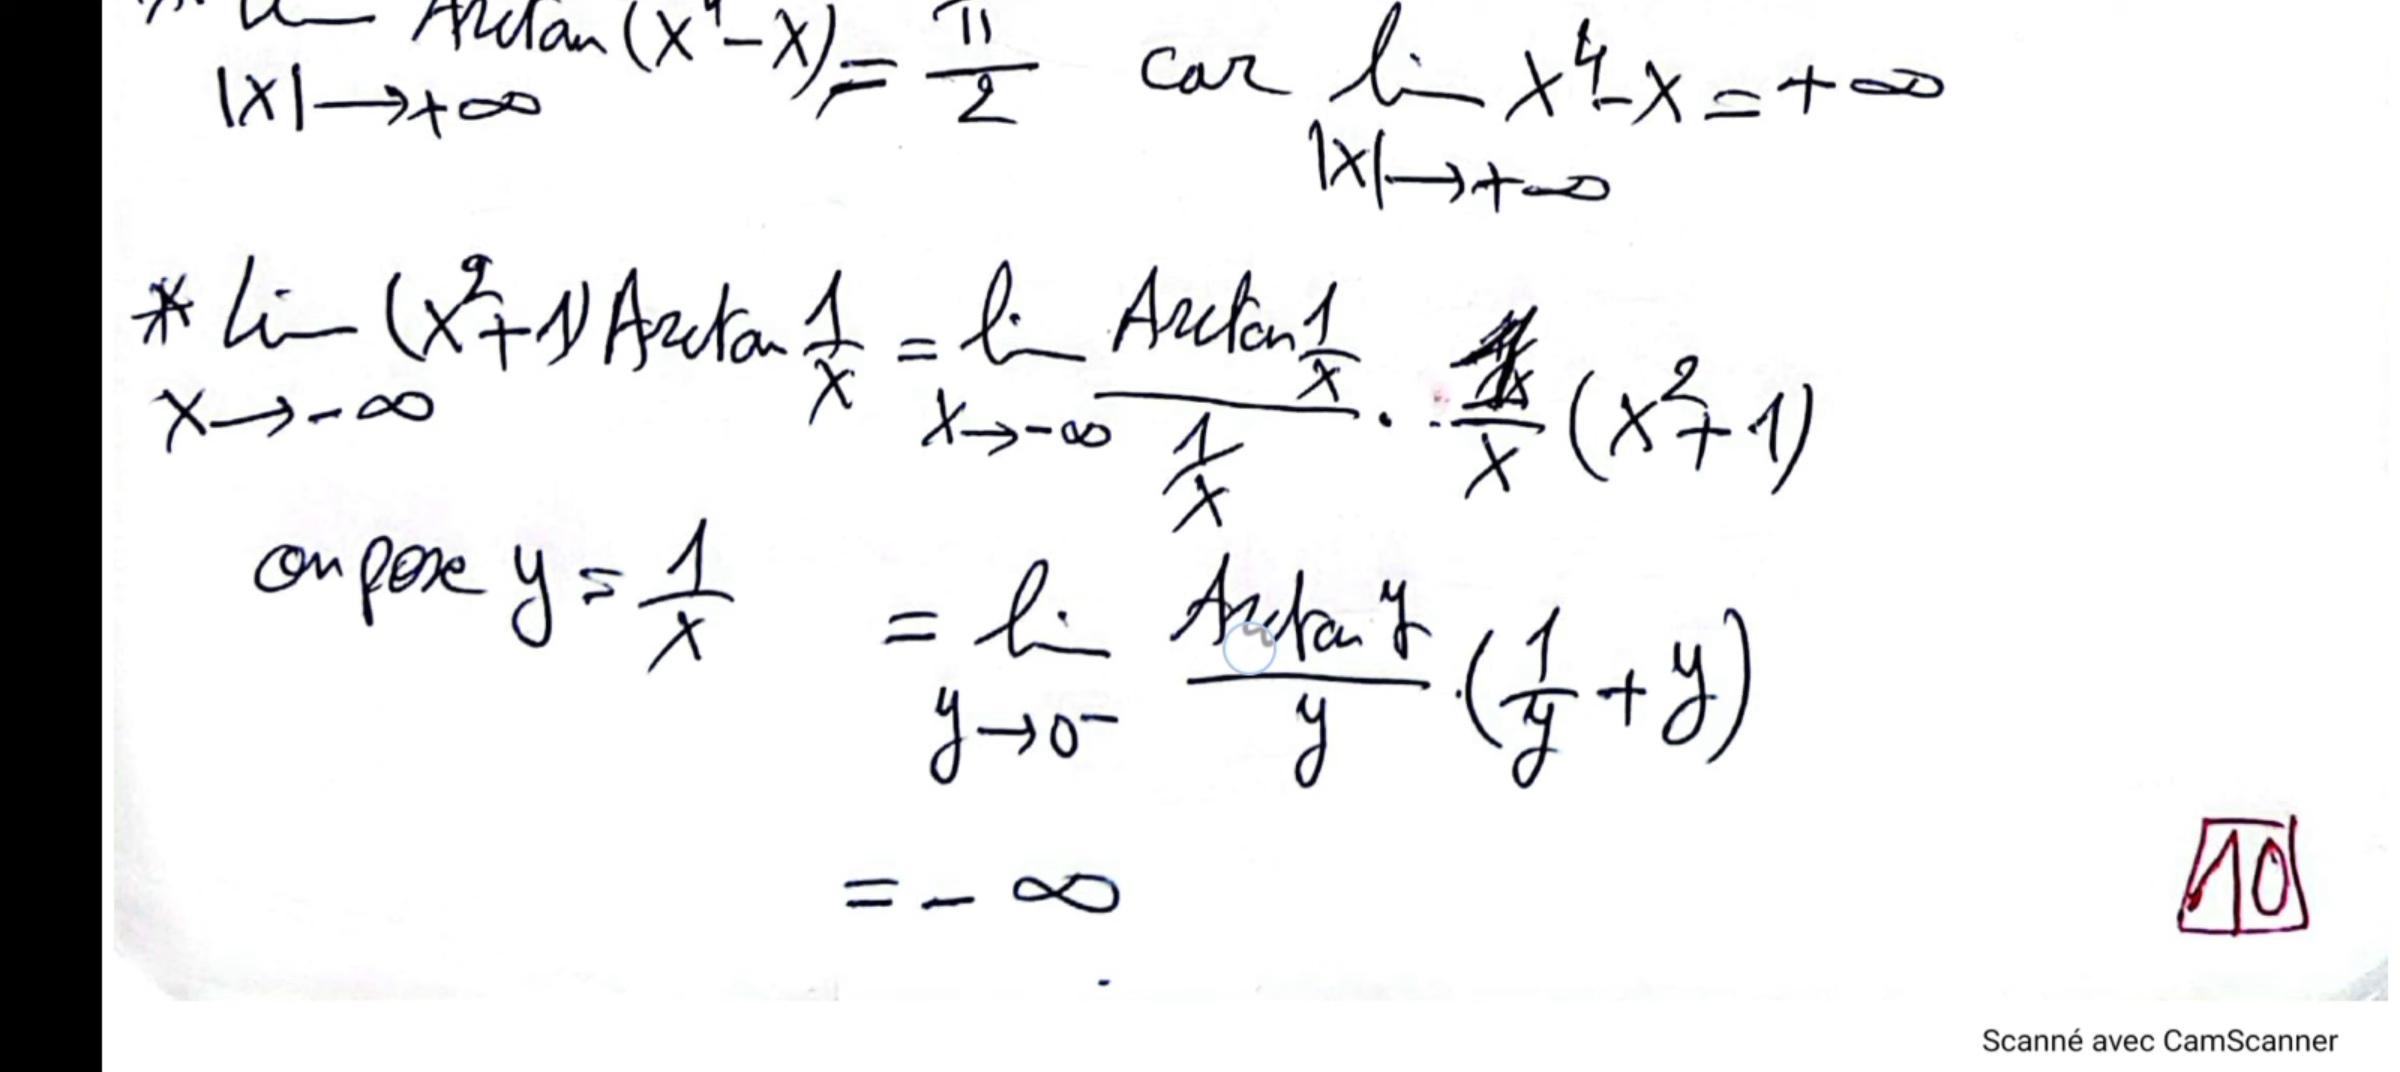 lim Arctan (x⁴-x) = π/2 car lim x⁴-x = +∞
|x|→+∞ |x|→+∞
* lim (x²+1) Arctan 1/x = lim (Arctan 1/x)/(1/x) . 1/x (x²+1)
x→-∞ x→-∞
on pose y = 1/x = lim (Arctan y)/y . (1/y + y)
y→0⁻
= - ∞
10
Scanné avec CamScanner